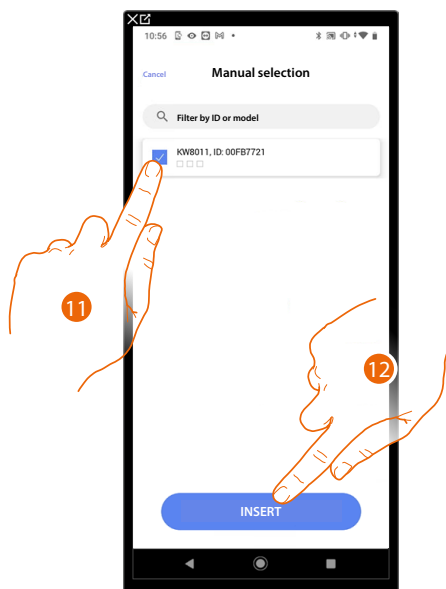 10:56
Cancel
Manual selection
Filter by ID or model
KW8011, ID: 00FB7721
11
12
INSERT